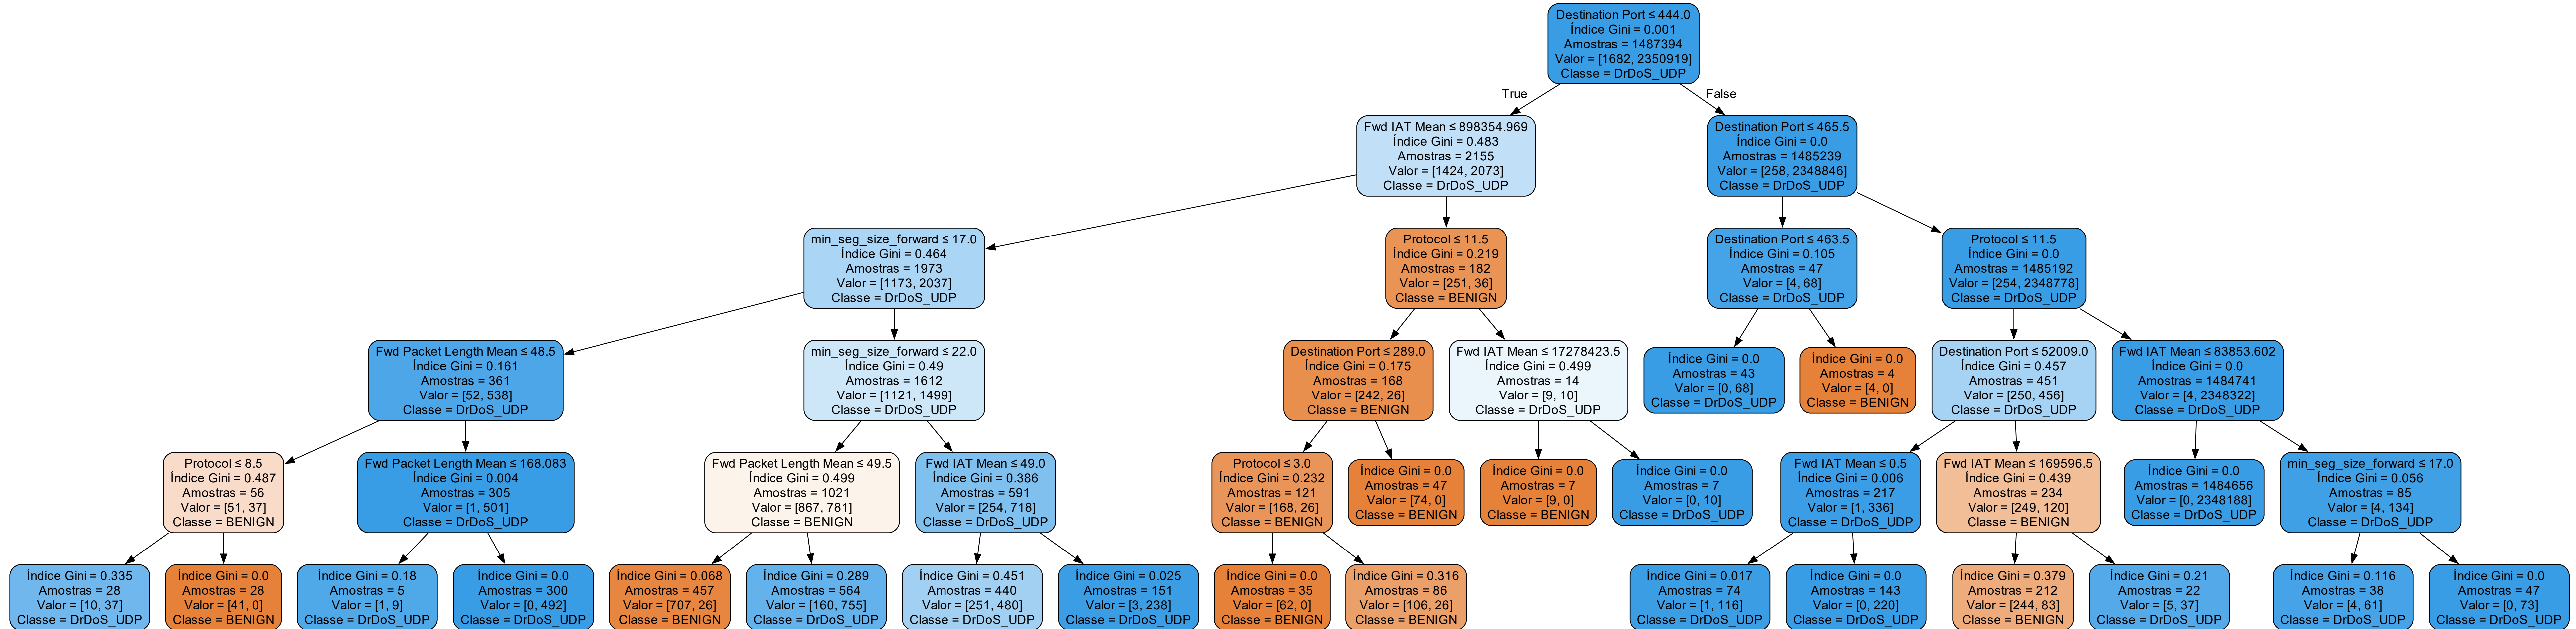 Destination Port ≤ 444.0
Índice Gini = 0.001
Amostras = 1487394
Valor = [1682, 2350919]
Classe = DrDoS_UDP
True
False
Fwd IAT Mean ≤ 898354.969
Índice Gini = 0.483
Amostras = 2155
Valor = [1424, 2073]
Classe = DrDoS_UDP
Destination Port ≤ 465.5
Índice Gini = 0.0
Amostras = 1485239
Valor = [258, 2348846]
Classe = DrDoS_UDP
min_seg_size_forward ≤ 17.0
Índice Gini = 0.464
Amostras = 1973
Valor = [1173, 2037]
Classe = DrDoS_UDP
Protocol ≤ 11.5
Índice Gini = 0.219
Amostras = 182
Valor = [251, 36]
Classe = BENIGN
Destination Port ≤ 463.5
Índice Gini = 0.105
Amostras = 47
Valor = [4, 68]
Classe = DrDoS_UDP
Protocol ≤ 11.5
Índice Gini = 0.0
Amostras = 1485192
Valor = [254, 2348778]
Classe = DrDoS_UDP
Fwd Packet Length Mean ≤ 48.5
Índice Gini = 0.161
Amostras = 361
Valor = [52, 538]
Classe = DrDoS_UDP
min_seg_size_forward ≤ 22.0
Índice Gini = 0.49
Amostras = 1612
Valor = [1121, 1499]
Classe = DrDoS_UDP
Destination Port ≤ 289.0
Índice Gini = 0.175
Amostras = 168
Valor = [242, 26]
Classe = BENIGN
Fwd IAT Mean ≤ 17278423.5
Índice Gini = 0.499
Amostras = 14
Valor = [9, 10]
Classe = DrDoS_UDP
Índice Gini = 0.0
Amostras = 43
Valor = [0, 68]
Classe = DrDoS_UDP
Índice Gini = 0.0
Amostras = 4
Valor = [4, 0]
Classe = BENIGN
Destination Port ≤ 52009.0
Índice Gini = 0.457
Amostras = 451
Valor = [250, 456]
Classe = DrDoS_UDP
Fwd IAT Mean ≤ 83853.602
Índice Gini = 0.0
Amostras = 1484741
Valor = [4, 2348322]
Classe = DrDoS_UDP
Protocol ≤ 8.5
Índice Gini = 0.487
Amostras = 56
Valor = [51, 37]
Classe = BENIGN
Fwd Packet Length Mean ≤ 168.083
Índice Gini = 0.004
Amostras = 305
Valor = [1, 501]
Classe = DrDoS_UDP
Fwd Packet Length Mean ≤ 49.5
Índice Gini = 0.499
Amostras = 1021
Valor = [867, 781]
Classe = BENIGN
Fwd IAT Mean ≤ 49.0
Índice Gini = 0.386
Amostras = 591
Valor = [254, 718]
Classe = DrDoS_UDP
Protocol ≤ 3.0
Índice Gini = 0.232
Amostras = 121
Valor = [168, 26]
Classe = BENIGN
Índice Gini = 0.0
Amostras = 47
Valor = [74, 0]
Classe = BENIGN
Índice Gini = 0.0
Amostras = 7
Valor = [9, 0]
Classe = BENIGN
Índice Gini = 0.0
Amostras = 7
Valor = [0, 10]
Classe = DrDoS_UDP
Fwd IAT Mean ≤ 0.5
Índice Gini = 0.006
Amostras = 217
Valor = [1, 336]
Classe = DrDoS_UDP
Fwd IAT Mean ≤ 169596.5
Índice Gini = 0.439
Amostras = 234
Valor = [249, 120]
Classe = BENIGN
Índice Gini = 0.0
Amostras = 1484656
Valor = [0, 2348188]
Classe = DrDoS_UDP
min_seg_size_forward ≤ 17.0
Índice Gini = 0.056
Amostras = 85
Valor = [4, 134]
Classe = DrDoS_UDP
Índice Gini = 0.335
Amostras = 28
Valor = [10, 37]
Classe = DrDoS_UDP
Índice Gini = 0.0
Amostras = 28
Valor = [41, 0]
Classe = BENIGN
Índice Gini = 0.18
Amostras = 5
Valor = [1, 9]
Classe = DrDoS_UDP
Índice Gini = 0.0
Amostras = 300
Valor = [0, 492]
Classe = DrDoS_UDP
Índice Gini = 0.068
Amostras = 457
Valor = [707, 26]
Classe = BENIGN
Índice Gini = 0.289
Amostras = 564
Valor = [160, 755]
Classe = DrDoS_UDP
Índice Gini = 0.451
Amostras = 440
Valor = [251, 480]
Classe = DrDoS_UDP
Índice Gini = 0.025
Amostras = 151
Valor = [3, 238]
Classe = DrDoS_UDP
Índice Gini = 0.0
Amostras = 35
Valor = [62, 0]
Classe = BENIGN
Índice Gini = 0.316
Amostras = 86
Valor = [106, 26]
Classe = BENIGN
Índice Gini = 0.017
Amostras = 74
Valor = [1, 116]
Classe = DrDoS_UDP
Índice Gini = 0.0
Amostras = 143
Valor = [0, 220]
Classe = DrDoS_UDP
Índice Gini = 0.379
Amostras = 212
Valor = [244, 83]
Classe = BENIGN
Índice Gini = 0.21
Amostras = 22
Valor = [5, 37]
Classe = DrDoS_UDP
Índice Gini = 0.116
Amostras = 38
Valor = [4, 61]
Classe = DrDoS_UDP
Índice Gini = 0.0
Amostras = 47
Valor = [0, 73]
Classe = DrDoS_UDP